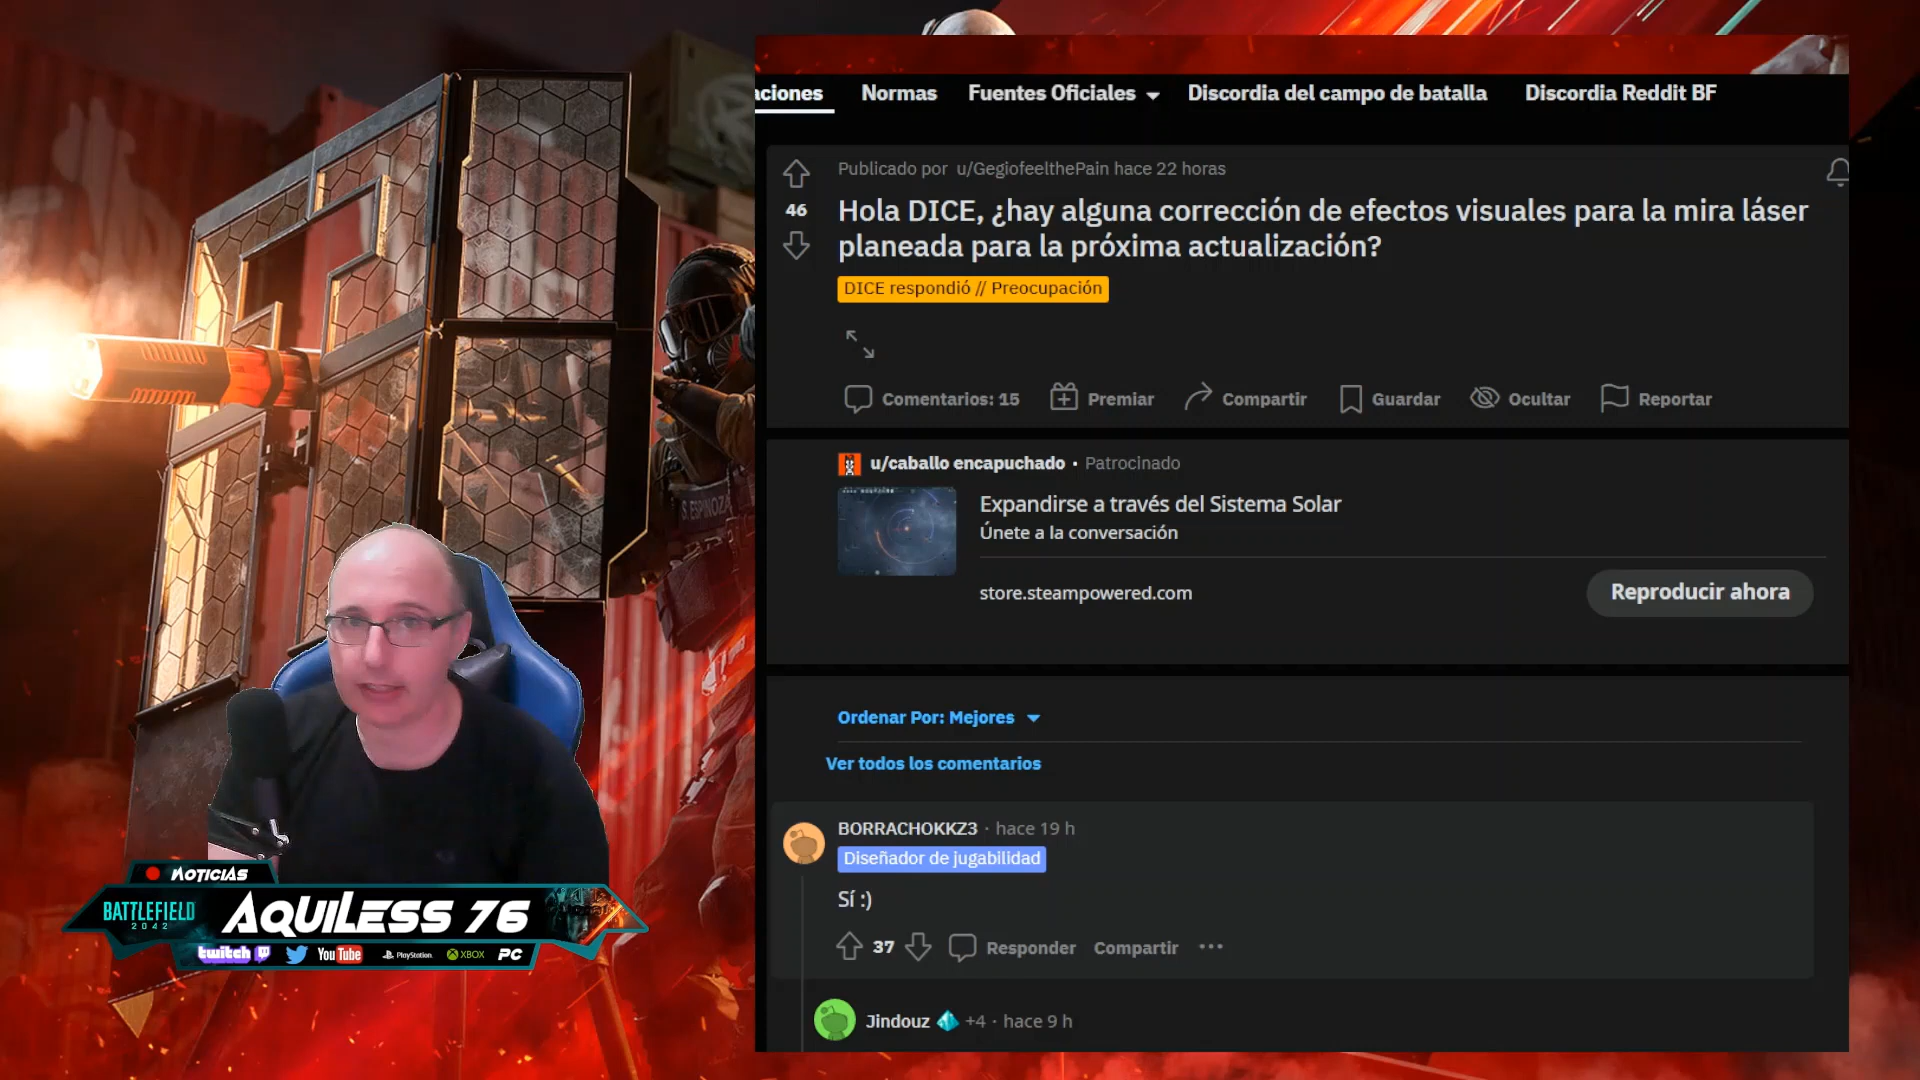 aciones
Normas
Fuentes Oficiales
Discordia del campo de batalla
Discordia Reddit BF
Publicado por u/GegiofeelthePain hace 22 horas
46
Hola DICE, ¿hay alguna corrección de efectos visuales para la mira láser
planeada para la próxima actualización?
DICE respondió // Preocupación
Comentarios: 15
Premiar
Compartir
Guardar
Ocultar
Reportar
u/caballo encapuchado · Patrocinado
Expandirse a través del Sistema Solar
Únete a la conversación
store.steampowered.com
Reproducir ahora
Ordenar Por: Mejores
Ver todos los comentarios
BORRACHOKKZ3 · hace 19 h
Diseñador de jugabilidad
Sí :)
37
Responder
Compartir
Jindouz +4 · hace 9 h
S. ESPINOZA
NOTICIAS
BATTLEFIELD
2042
AQUILESS 76
twitch
YouTube
PlayStation
XBOX
PC